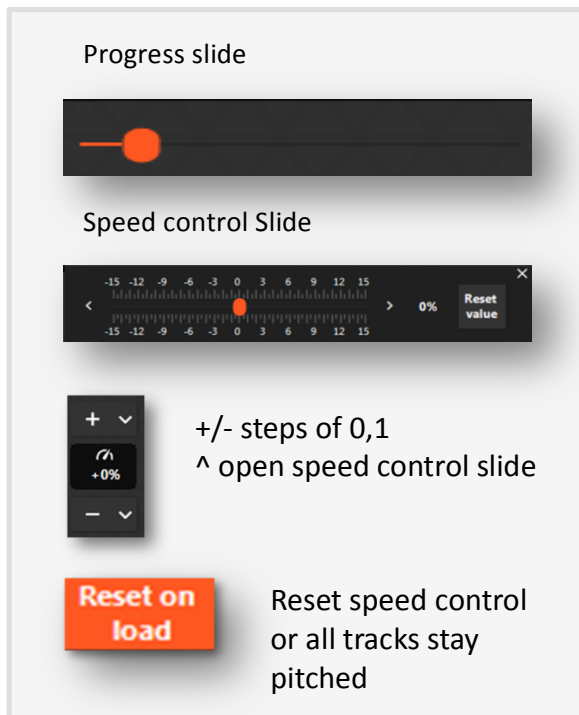 Progress slide
Speed control Slide
-15 -12 -9 -6 -3 0 3 6 9 12 15
0%
Reset
value
-15 -12 -9 -6 -3 0 3 6 9 12 15
+0%
+/- steps of 0,1
^ open speed control slide
Reset on
load
Reset speed control
or all tracks stay
pitched